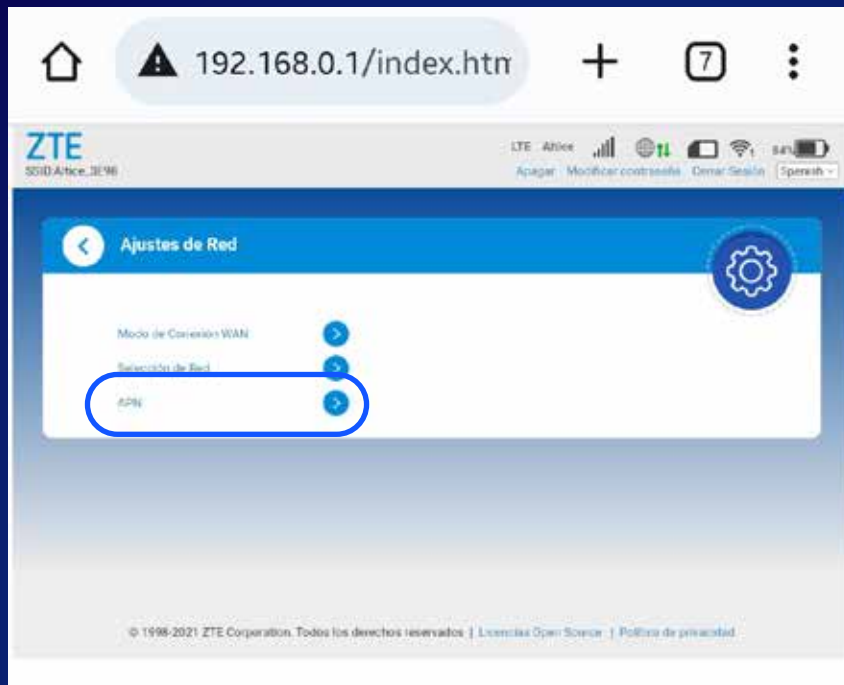 192.168.0.1/index.htm
7
ZTE
SSID:Altice_3E98
LTE Altice
84%
Apagar Modificar contraseña Cerrar Sesión Spanish
Ajustes de Red
Modo de Conexión WAN
Selección de Red
APN
© 1998-2021 ZTE Corporation. Todos los derechos reservados | Licencias Open Source | Política de privacidad